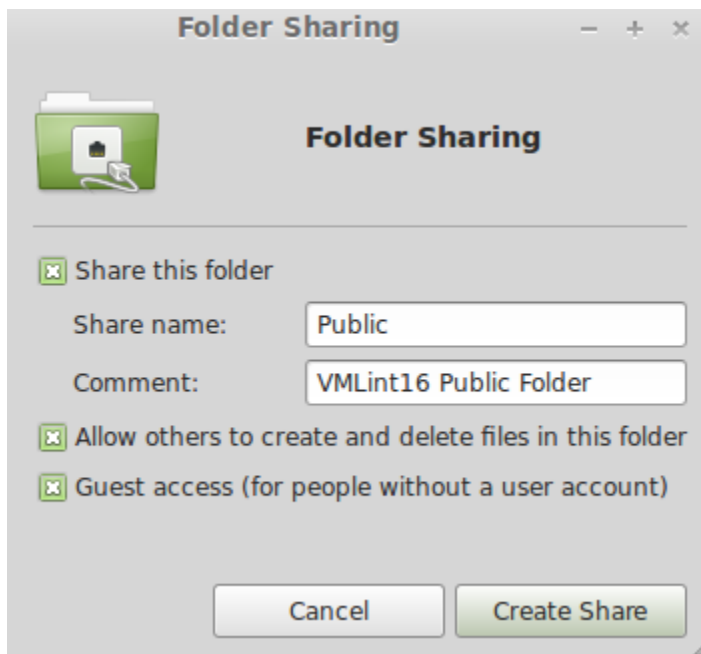 Folder Sharing
Folder Sharing
Share this folder
Share name: Public
Comment: VMLint16 Public Folder
Allow others to create and delete files in this folder
Guest access (for people without a user account)
Cancel Create Share